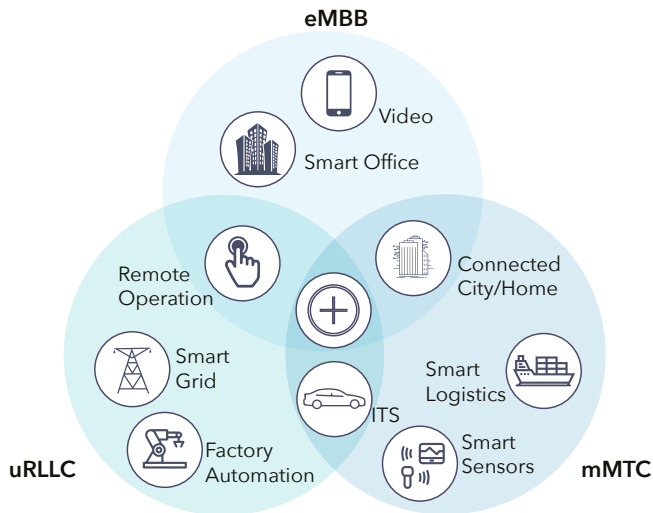 eMBB
Video
Smart Office
Remote
Operation
Connected
City/Home
Smart
Grid
Smart
Logistics
ITS
Factory
Automation
Smart
Sensors
uRLLC
mMTC